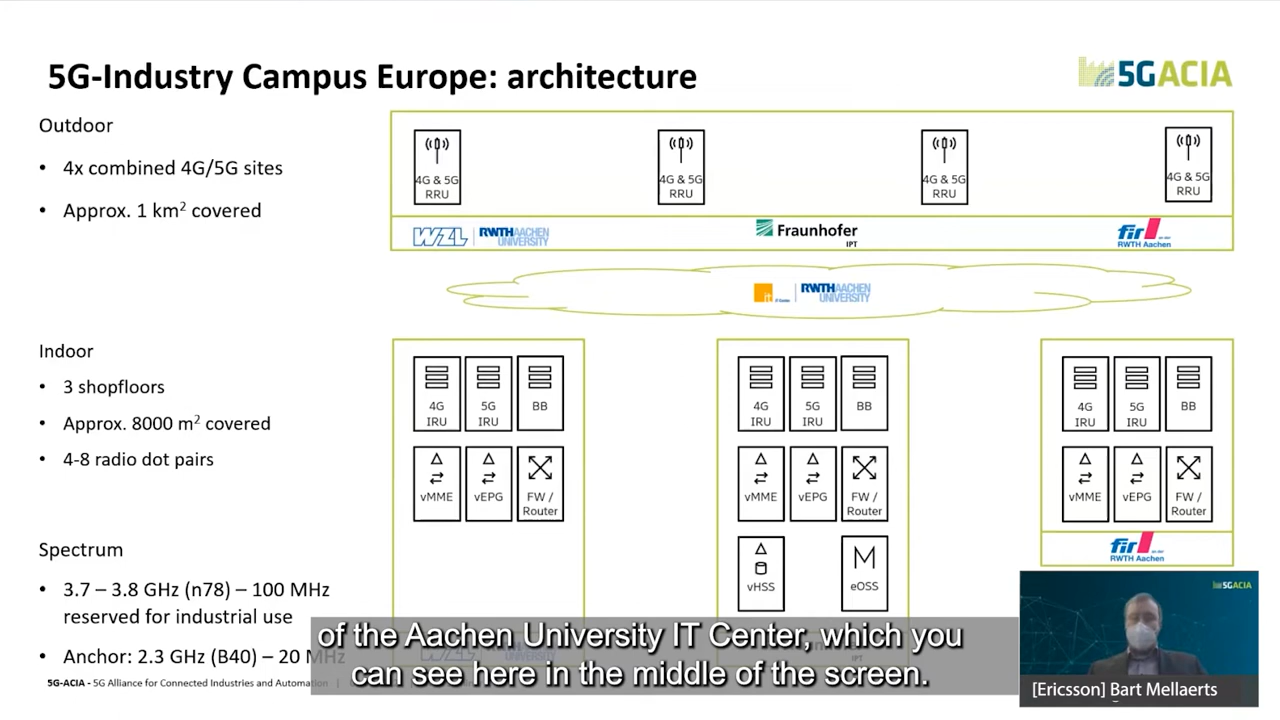 5G-Industry Campus Europe: architecture
5GACIA
Outdoor
• 4x combined 4G/5G sites
• Approx. 1 km² covered
4G & 5G
RRU
4G & 5G
RRU
4G & 5G
RRU
4G & 5G
RRU
WZL
RWTHAACHEN
UNIVERSITY
Fraunhofer
IPT
fir
RWTH Aachen
it
RWTHAACHEN
UNIVERSITY
Indoor
• 3 shopfloors
• Approx. 8000 m² covered
• 4-8 radio dot pairs
4G
IRU
5G
IRU
BB
vMME
vEPG
FW /
Router
4G
IRU
5G
IRU
BB
vMME
vEPG
FW /
Router
vHSS
M
eOSS
4G
IRU
5G
IRU
BB
vMME
vEPG
FW /
Router
fir
RWTH Aachen
Spectrum
• 3.7 – 3.8 GHz (n78) – 100 MHz
reserved for industrial use
• Anchor: 2.3 GHz (B40) – 20 MHz
5G-ACIA - 5G Alliance for Connected Industries and Automation
of the Aachen University IT Center, which you
can see here in the middle of the screen.
5GACIA
[Ericsson] Bart Mellaerts